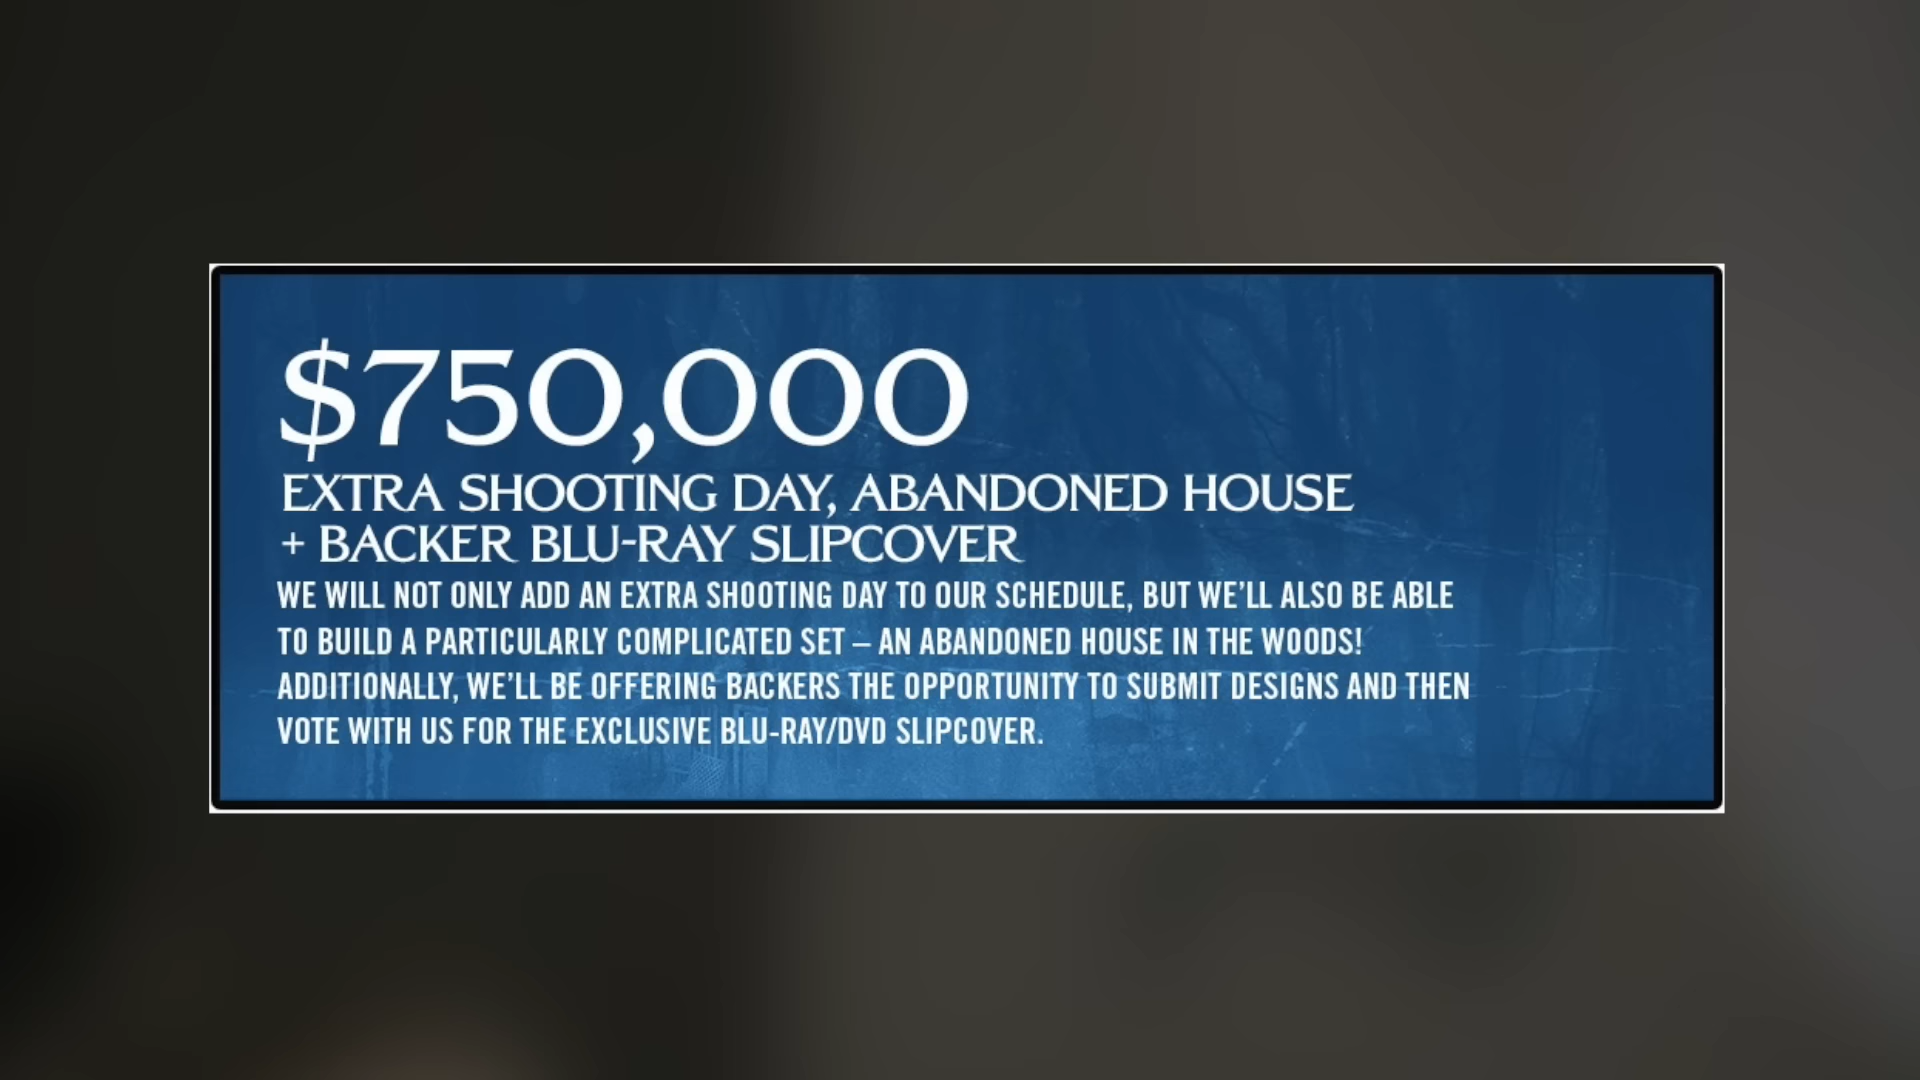 $750,000
EXTRA SHOOTING DAY, ABANDONED HOUSE
+ BACKER BLU-RAY SLIPCOVER
WE WILL NOT ONLY ADD AN EXTRA SHOOTING DAY TO OUR SCHEDULE, BUT WE'LL ALSO BE ABLE
TO BUILD A PARTICULARLY COMPLICATED SET – AN ABANDONED HOUSE IN THE WOODS!
ADDITIONALLY, WE'LL BE OFFERING BACKERS THE OPPORTUNITY TO SUBMIT DESIGNS AND THEN
VOTE WITH US FOR THE EXCLUSIVE BLU-RAY/DVD SLIPCOVER.